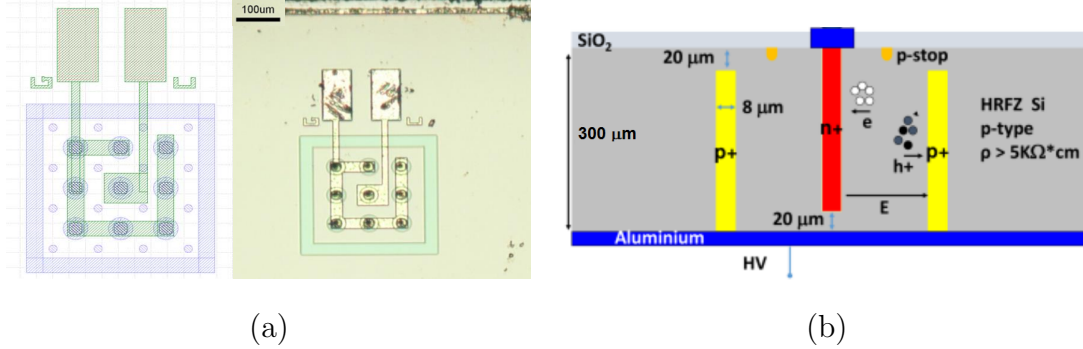 100um
SiO₂
20 μm
p-stop
8 μm
300 μm
n+
e
p+
p+
h+
HRFZ Si
p-type
ρ > 5KΩ*cm
E
20 μm
Aluminium
HV
(a)
(b)